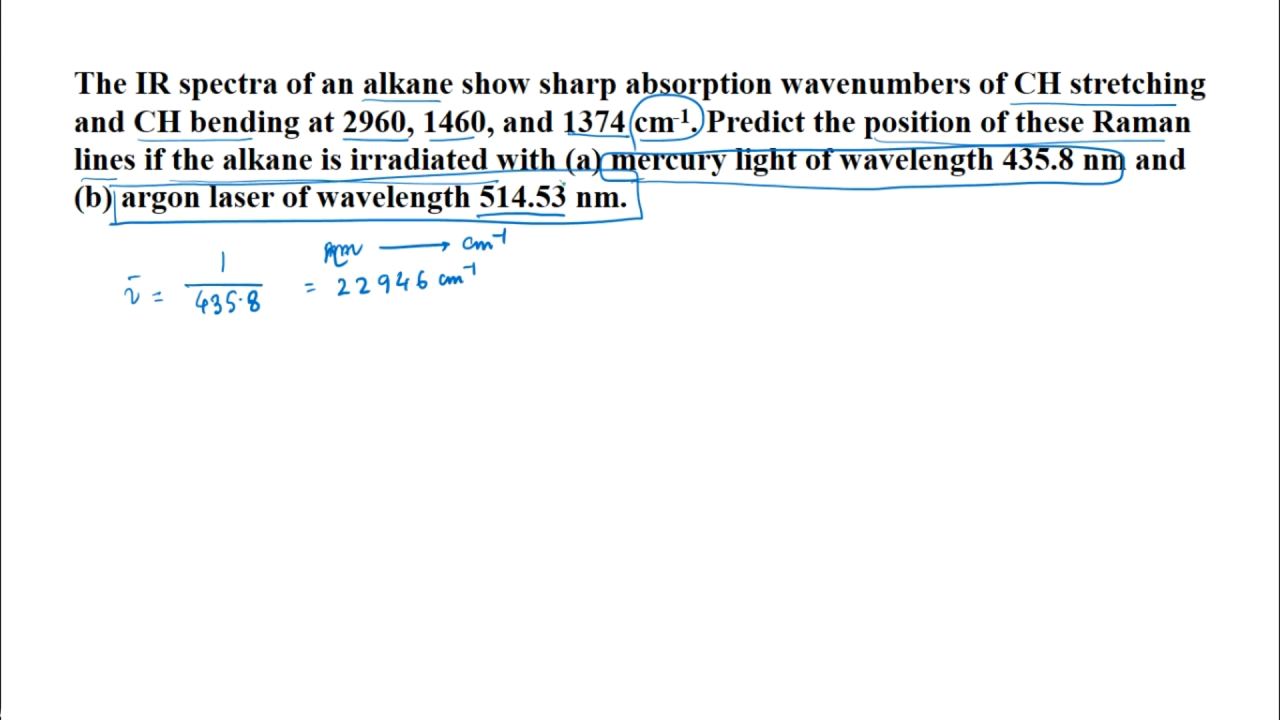 The IR spectra of an alkane show sharp absorption wavenumbers of CH stretching
and CH bending at 2960, 1460, and 1374 cm⁻¹. Predict the position of these Raman
lines if the alkane is irradiated with (a) mercury light of wavelength 435.8 nm and
(b) argon laser of wavelength 514.53 nm.
nm → cm⁻¹
ν̄ = 1/435.8 = 22946 cm⁻¹